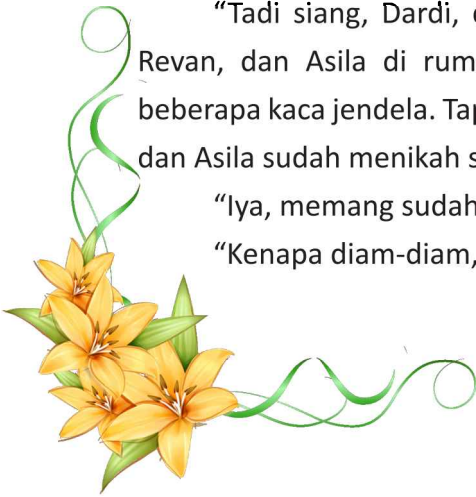 “Tadi siang, Dardi,
Revan, dan Asila di rum
beberapa kaca jendela. Tap
dan Asila sudah menikah s
“Iya, memang sudah
“Kenapa diam-diam,